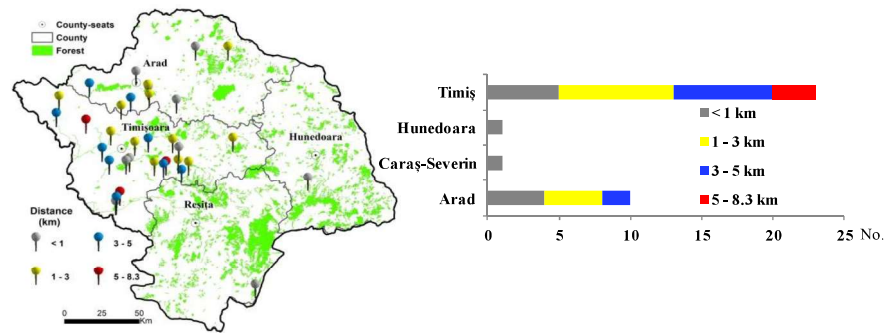 County-seats
County
Forest
Arad
Timişoara
Hunedoara
Reşiţa
Distance
(km)
< 1
3 - 5
1 - 3
5 - 8.3
0 25 50
Km
Timiş
Hunedoara
Caraş-Severin
Arad
< 1 km
1 - 3 km
3 - 5 km
5 - 8.3 km
0 5 10 15 20 25 No.